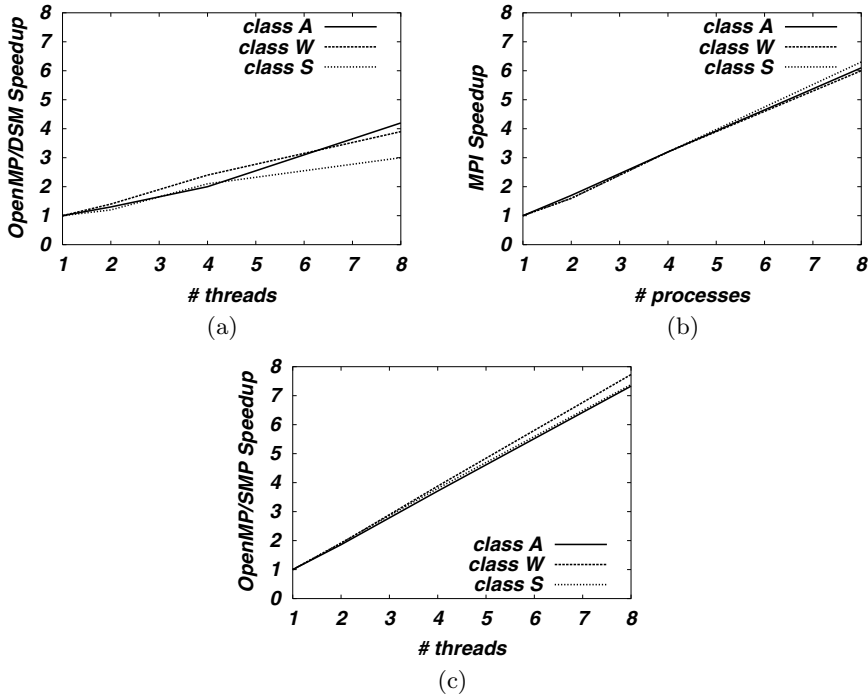 OpenMP/DSM Speedup
8
7
6
5
4
3
2
1
0
class A
class W
class S
1 2 3 4 5 6 7 8
# threads
(a)
MPI Speedup
8
7
6
5
4
3
2
1
0
class A
class W
class S
1 2 3 4 5 6 7 8
# processes
(b)
OpenMP/SMP Speedup
8
7
6
5
4
3
2
1
0
class A
class W
class S
1 2 3 4 5 6 7 8
# threads
(c)